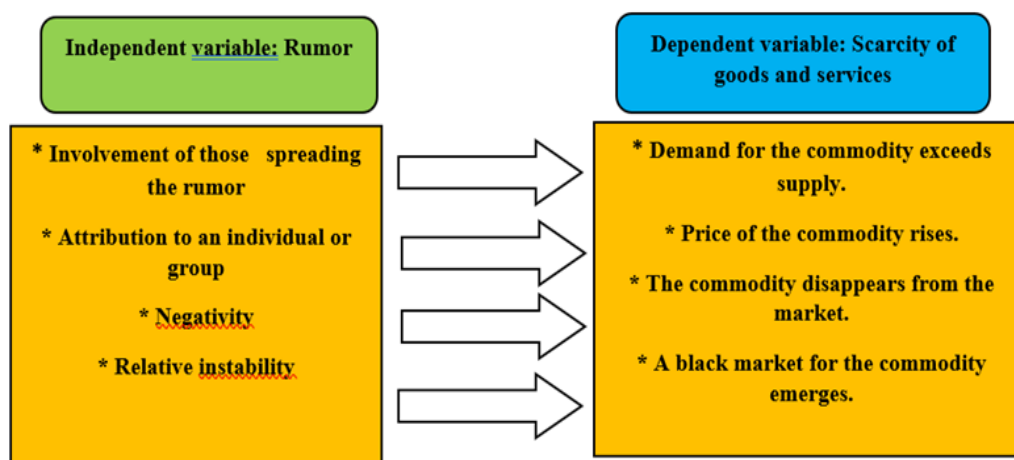 Independent variable: Rumor
* Involvement of those spreading
the rumor
* Attribution to an individual or
group
* Negativity
* Relative instability
Dependent variable: Scarcity of
goods and services
* Demand for the commodity exceeds
supply.
* Price of the commodity rises.
* The commodity disappears from the
market.
* A black market for the commodity
emerges.